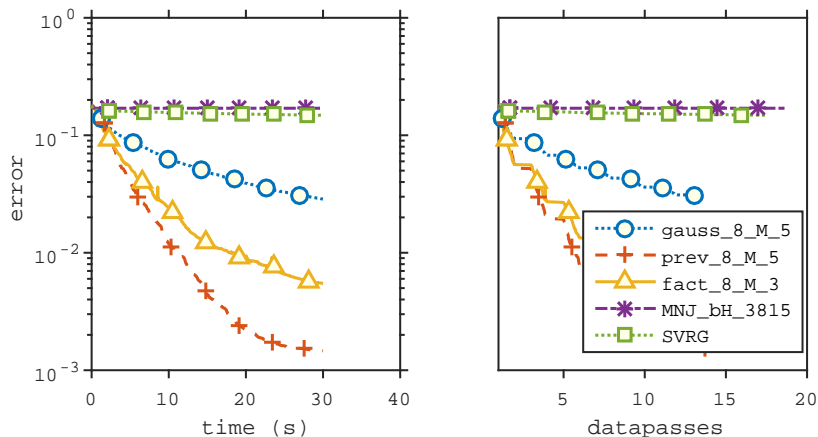 10^0
10^-1
10^-2
10^-3
error
0 10 20 30 40
time (s)
5 10 15 20
datapasses
gauss_8_M_5
prev_8_M_5
fact_8_M_3
MNJ_bH_3815
SVRG